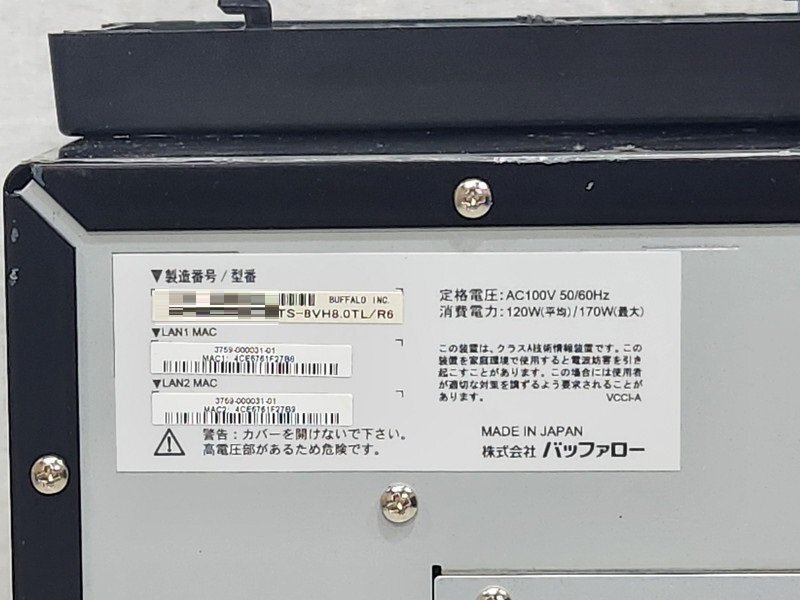 ▼製造番号 / 型番
BUFFALO INC.
TS-8VH8.0TL/R6
▼LAN1 MAC
3759-000031-01
MAC1: 4CE6761F27B8
▼LAN2 MAC
3759-000031-01
MAC2: 4CE6761F27B9
警告：カバーを開けないで下さい。
高電圧部があるため危険です。
定格電圧：AC100V 50/60Hz
消費電力：120W(平均)/170W(最大)
この装置は、クラスA技術情報装置です。この
装置を家庭環境で使用すると電波妨害を引き
起こすことがあります。この場合には使用者
が適切な対策を講ずるよう要求されることが
あります。 VCCI-A
MADE IN JAPAN
株式会社 バッファロー